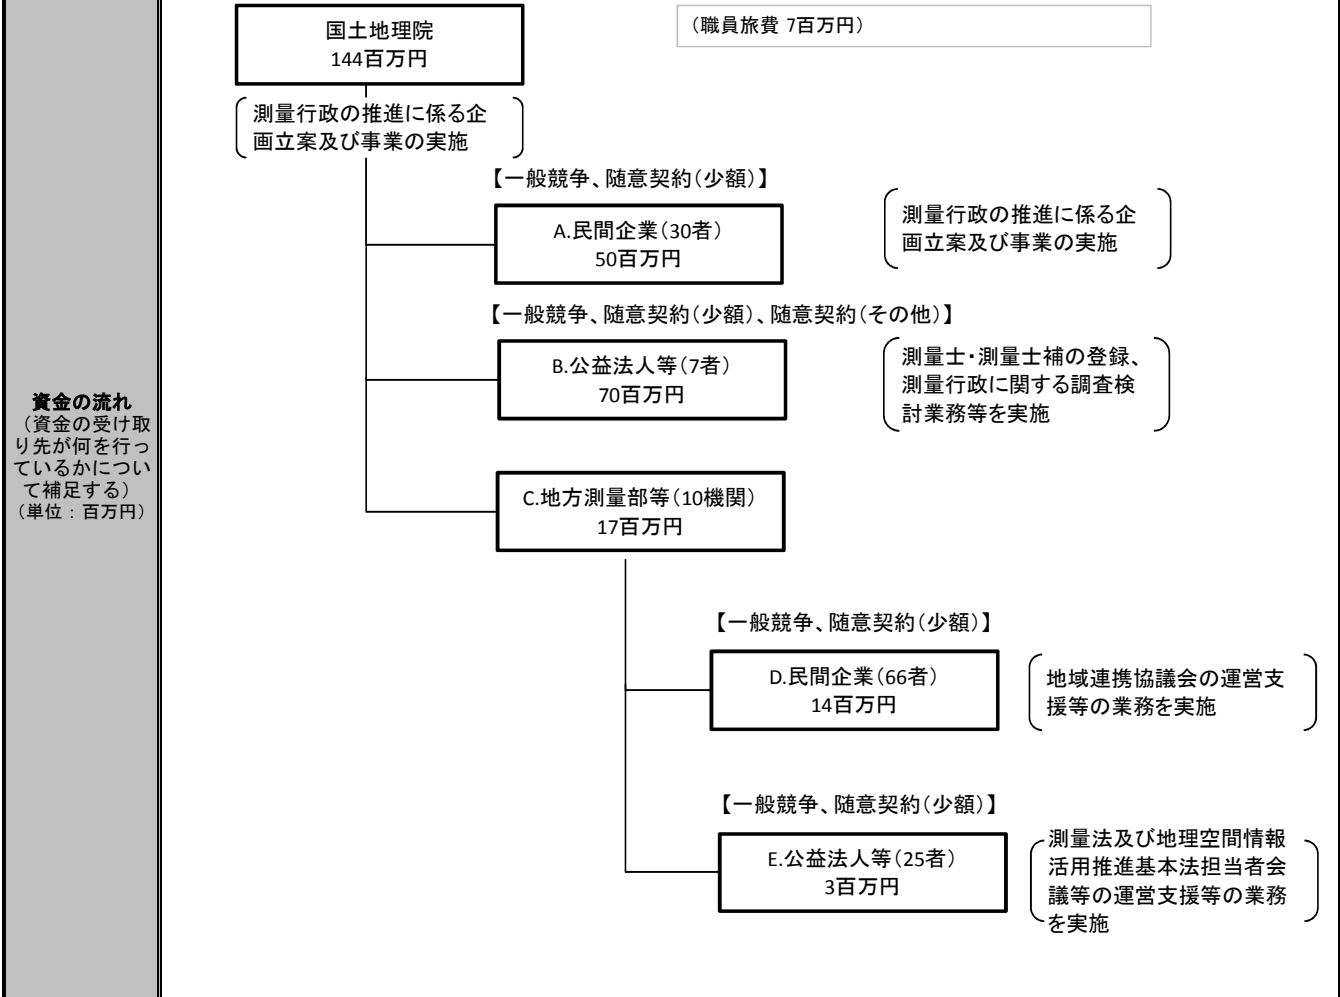 国土地理院
144百万円
（職員旅費 7百万円）
測量行政の推進に係る企
画立案及び事業の実施
【一般競争、随意契約（少額）】
A.民間企業（30者）
50百万円
測量行政の推進に係る企
画立案及び事業の実施
【一般競争、随意契約（少額）、随意契約（その他）】
B.公益法人等（7者）
70百万円
測量士・測量士補の登録、
測量行政に関する調査検
討業務等を実施
資金の流れ
（資金の受け取
り先が何を行っ
ているかについ
て補足する）
（単位：百万円）
C.地方測量部等（10機関）
17百万円
【一般競争、随意契約（少額）】
D.民間企業（66者）
14百万円
地域連携協議会の運営支
援等の業務を実施
【一般競争、随意契約（少額）】
E.公益法人等（25者）
3百万円
測量法及び地理空間情報
活用推進基本法担当者会
議等の運営支援等の業務
を実施